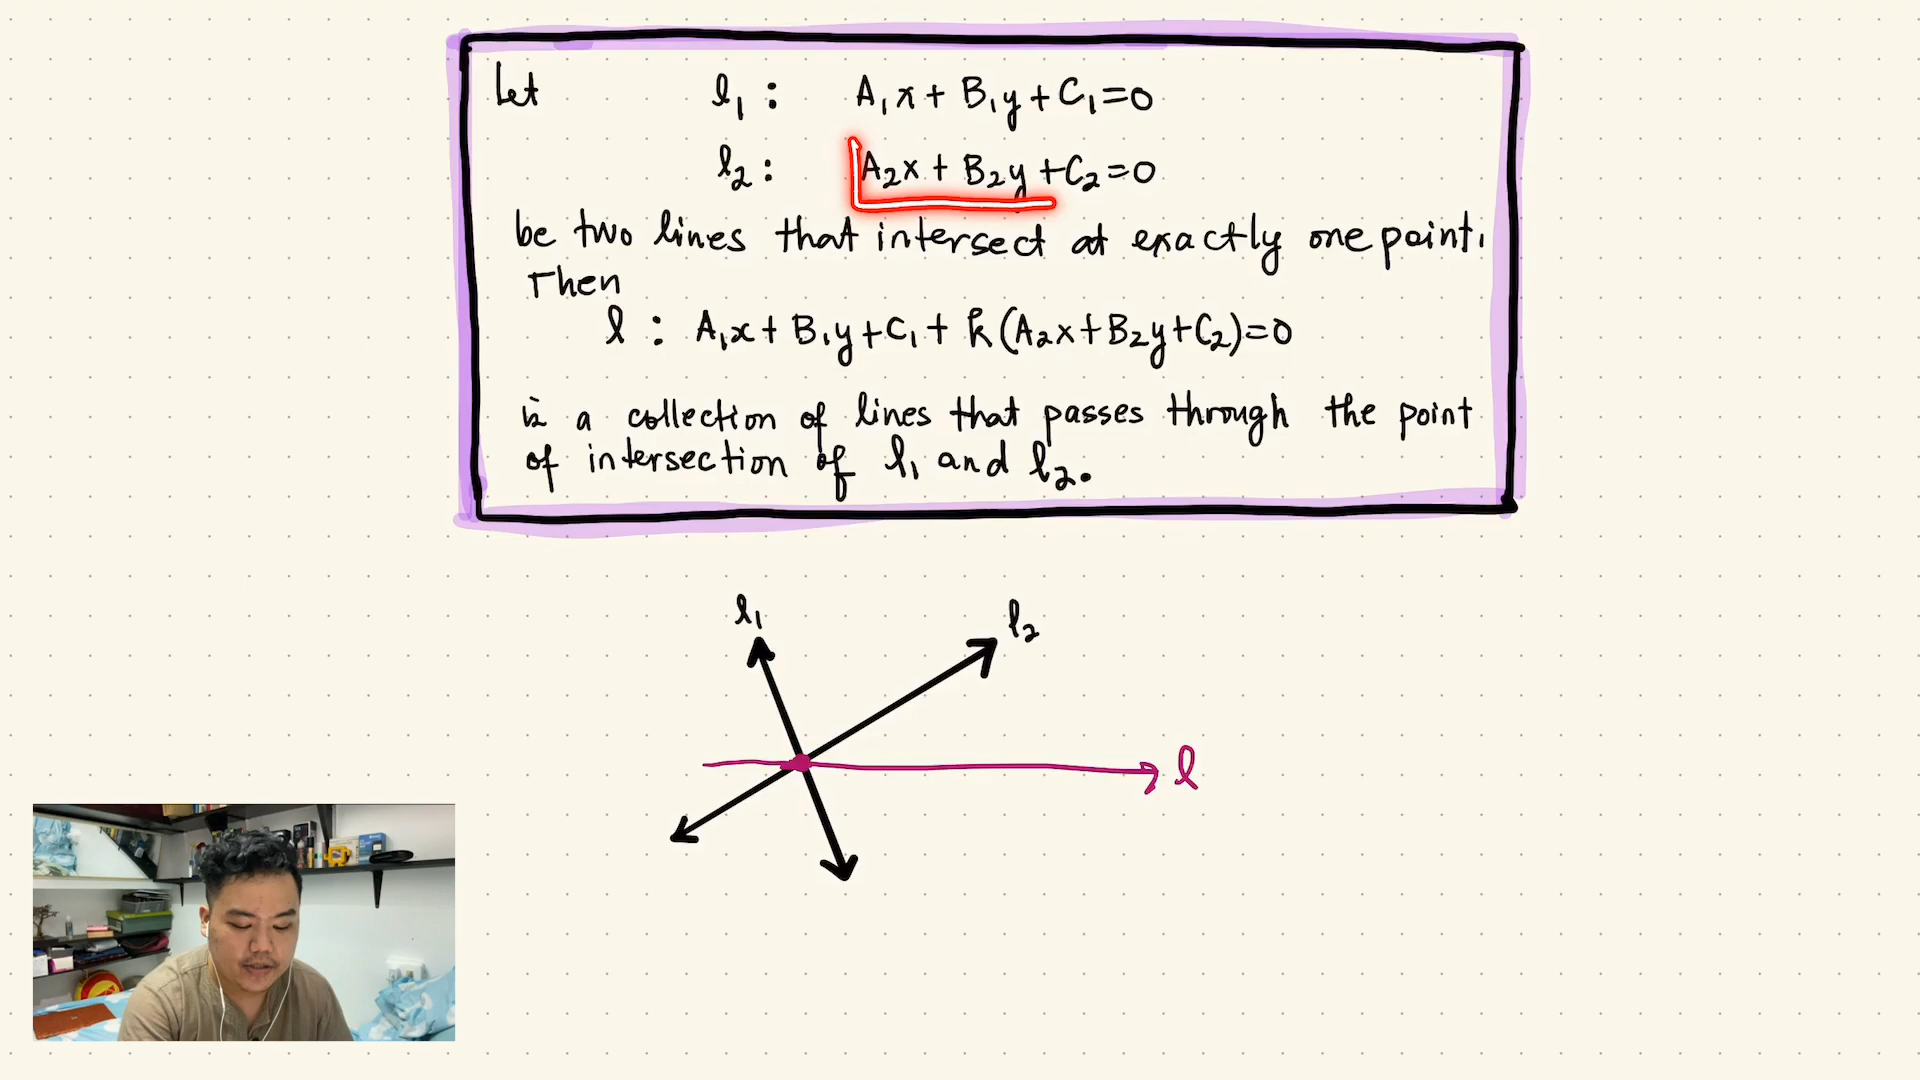 Let l₁ : A₁x + B₁y + C₁=0
l₂ : A₂x + B₂y + C₂=0
be two lines that intersect at exactly one point.
Then
l : A₁x + B₁y + C₁ + k (A₂x + B₂y + C₂)=0
is a collection of lines that passes through the point
of intersection of l₁ and l₂.
l₁
l₂
l